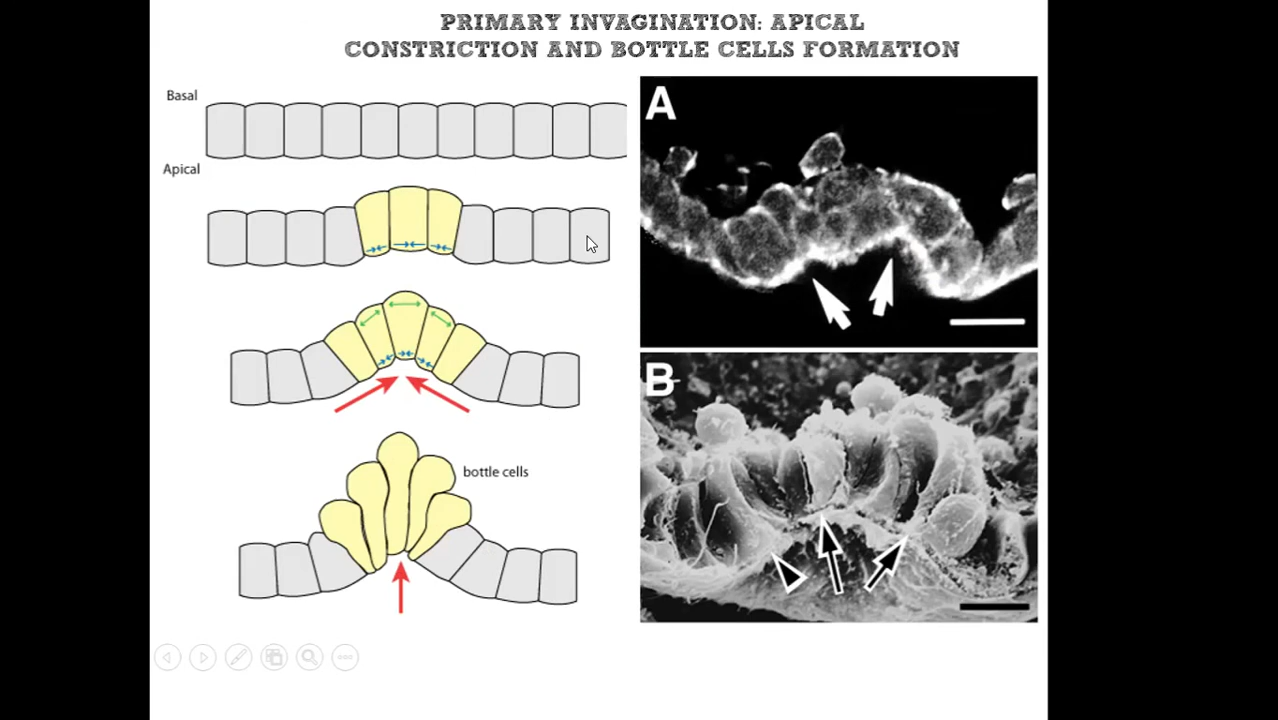 PRIMARY INVAGINATION: APICAL
CONSTRICTION AND BOTTLE CELLS FORMATION
Basal
Apical
bottle cells
A
B